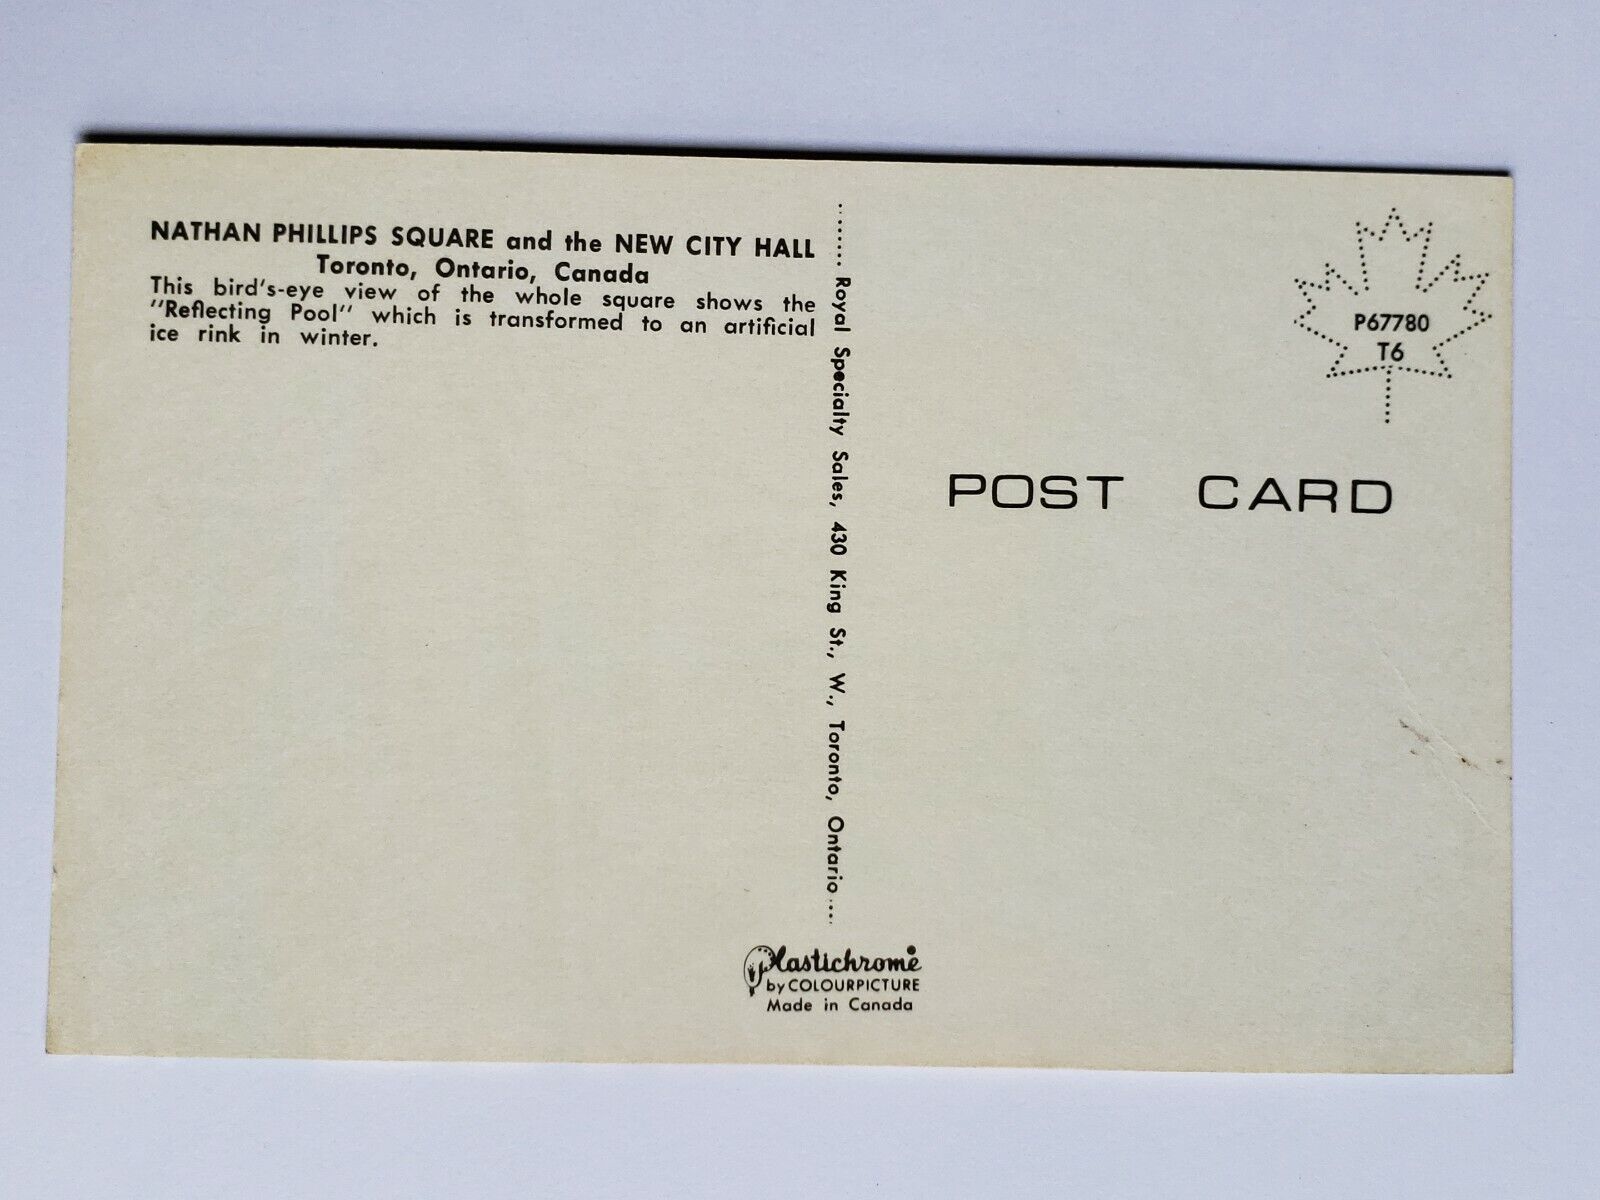 NATHAN PHILLIPS SQUARE and the NEW CITY HALL
Toronto, Ontario, Canada
This bird's-eye view of the whole square shows the
"Reflecting Pool" which is transformed to an artificial
ice rink in winter.
Royal Specialty Sales, 430 King St., W., Toronto, Ontario
P67780
T6
POST CARD
Plastichrome
by COLOURPICTURE
Made in Canada